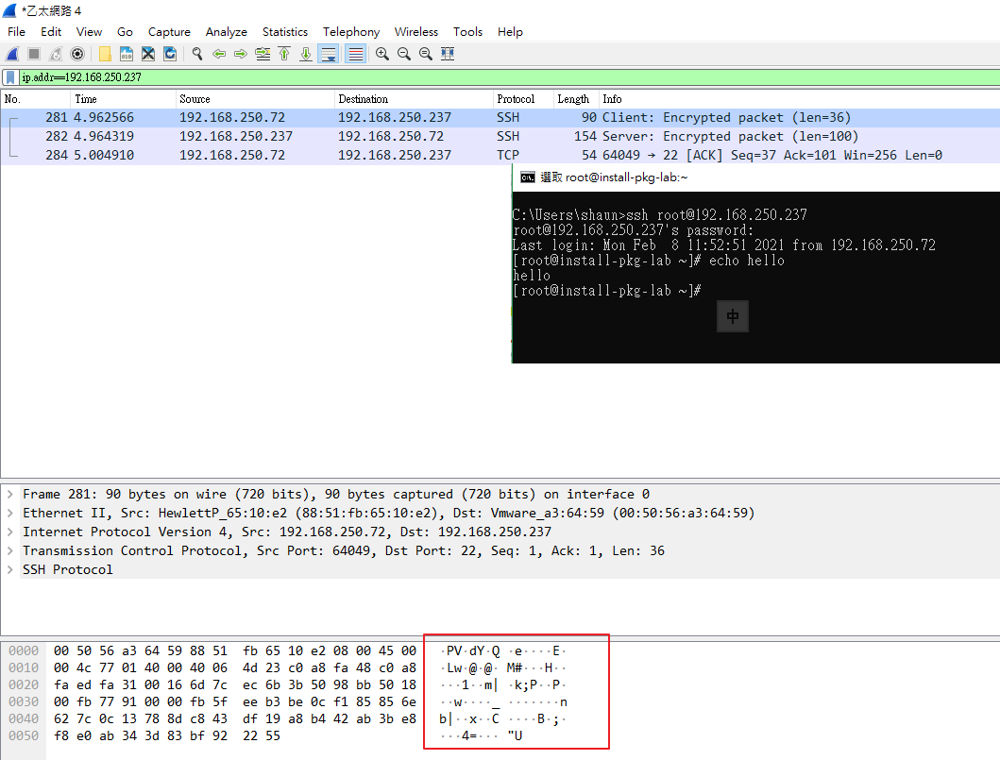 *乙太網路 4
File Edit View Go Capture Analyze Statistics Telephony Wireless Tools Help
ip.addr==192.168.250.237
No. Time Source Destination Protocol Length Info
281 4.962566 192.168.250.72 192.168.250.237 SSH 90 Client: Encrypted packet (len=36)
282 4.964319 192.168.250.237 192.168.250.72 SSH 154 Server: Encrypted packet (len=100)
284 5.004910 192.168.250.72 192.168.250.237 TCP 54 64049 → 22 [ACK] Seq=37 Ack=101 Win=256 Len=0
選取 root@install-pkg-lab:~
C:\Users\shaun>ssh root@192.168.250.237
root@192.168.250.237's password:
Last login: Mon Feb  8 11:52:51 2021 from 192.168.250.72
[root@install-pkg-lab ~]# echo hello
hello
[root@install-pkg-lab ~]#
中
Frame 281: 90 bytes on wire (720 bits), 90 bytes captured (720 bits) on interface 0
Ethernet II, Src: HewlettP_65:10:e2 (88:51:fb:65:10:e2), Dst: Vmware_a3:64:59 (00:50:56:a3:64:59)
Internet Protocol Version 4, Src: 192.168.250.72, Dst: 192.168.250.237
Transmission Control Protocol, Src Port: 64049, Dst Port: 22, Seq: 1, Ack: 1, Len: 36
SSH Protocol
0000 00 50 56 a3 64 59 88 51 fb 65 10 e2 08 00 45 00 ·PV·dY·Q ·e····E·
0010 00 4c 77 01 40 00 40 06 4d 23 c0 a8 fa 48 c0 a8 ·Lw·@·@· M#···H··
0020 fa ed fa 31 00 16 6d 7c ec 6b 3b 50 98 bb 50 18 ···1··m| ·k;P··P·
0030 00 fb 77 91 00 00 fb 5f ee b3 be 0c f1 85 85 6e ··w····_ ·······n
0040 62 7c 0c 13 78 8d c8 43 df 19 a8 b4 42 ab 3b e8 b|··x··C ····B·;·
0050 f8 e0 ab 34 3d 83 bf 92 22 55 ···4=··· "U